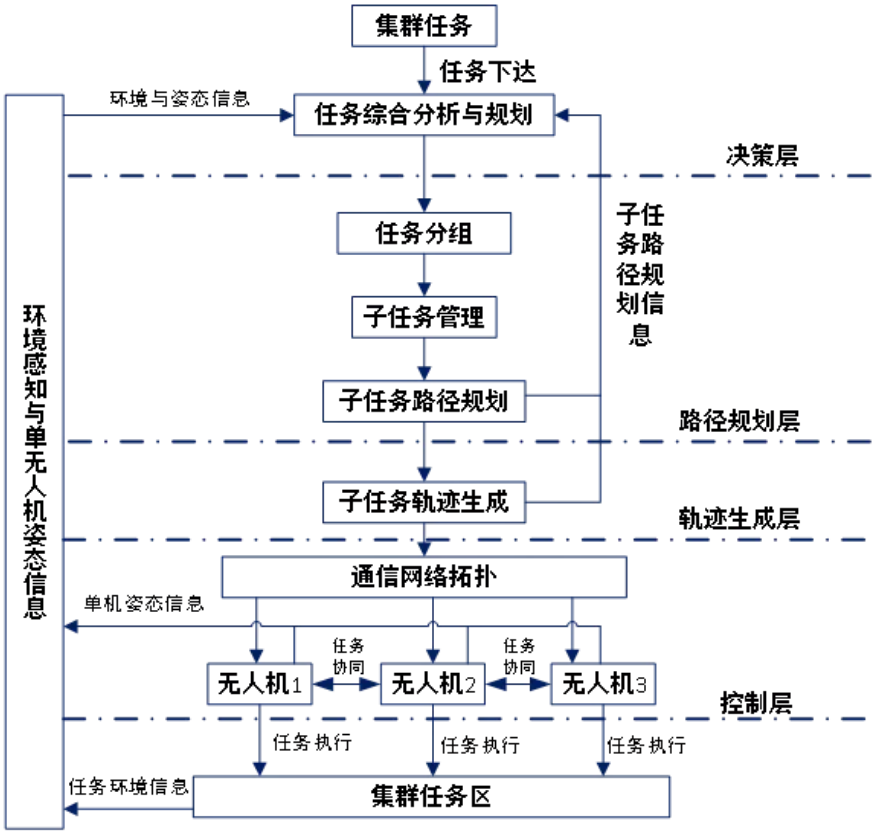 集群任务
任务下达
环境与姿态信息
任务综合分析与规划
决策层
任务分组
子任
务路
径规
划信
息
子任务管理
环境感知与单无人机姿态信息
子任务路径规划
路径规划层
子任务轨迹生成
轨迹生成层
通信网络拓扑
单机姿态信息
任务
协同
任务
协同
无人机1
无人机2
无人机3
控制层
任务执行
任务执行
任务执行
任务环境信息
集群任务区